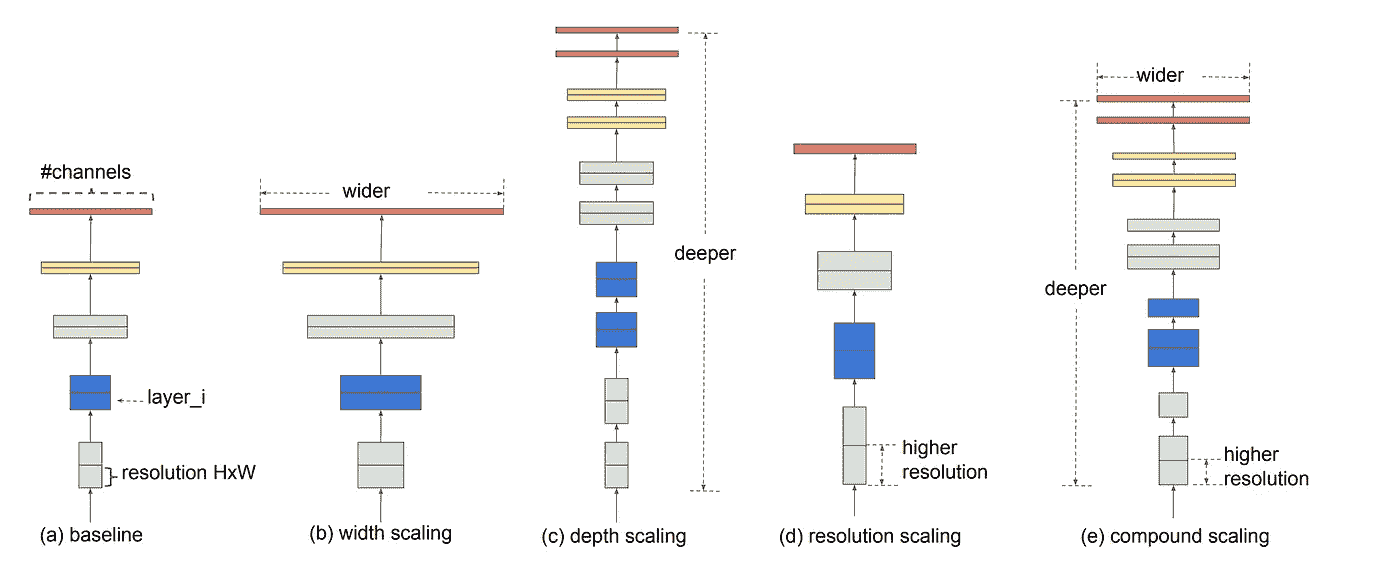 #channels
layer_i
resolution HxW
(a) baseline
wider
(b) width scaling
deeper
(c) depth scaling
higher
resolution
(d) resolution scaling
wider
deeper
higher
resolution
(e) compound scaling